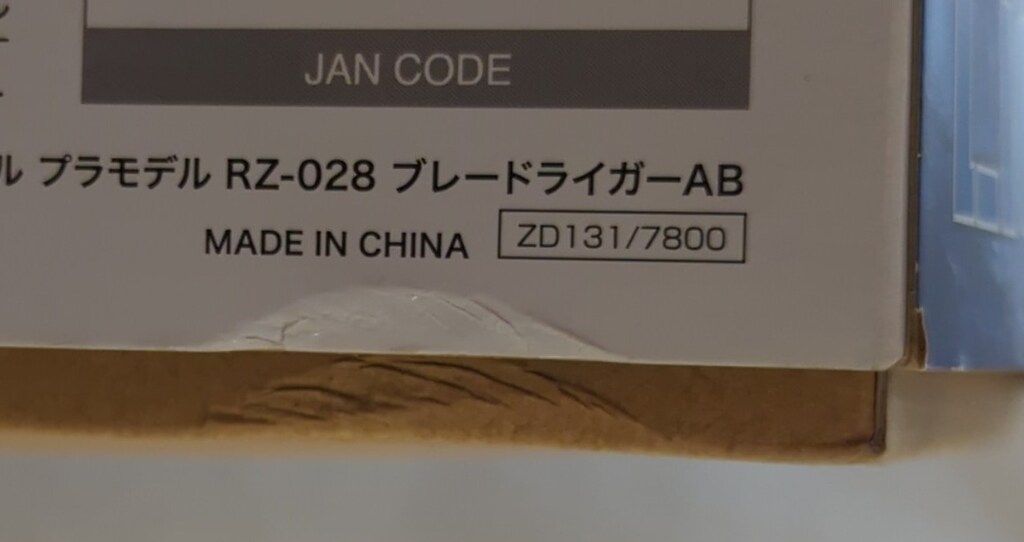 JAN CODE
ル プラモデル RZ-028 ブレードライガーAB
MADE IN CHINA ZD131/7800